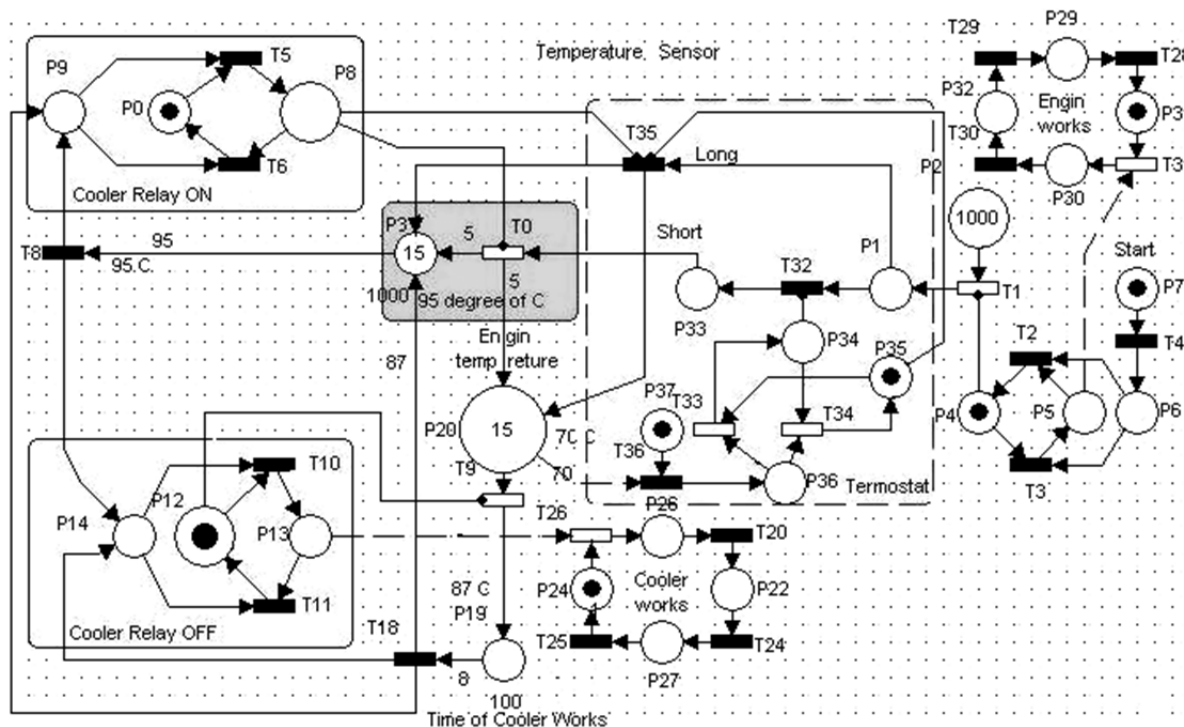 Temperature Sensor
T29
P29
T28
P9
T5
P8
P0
T6
Cooler Relay ON
P32
Engin
works
P3
T30
P30
T3
T35
Long
P2
1000
Start
P7
T8
95
95 C
P3
15
5
T0
5
1000
95 degree of C
Short
P33
T32
P1
T1
T4
Engin
temp reture
87
P34
P35
T2
P4
P5
P6
T3
P37
T33
T34
T36
P36
Termostat
P20
15
70 C
70
T9
P14
P12
T10
P13
T11
Cooler Relay OFF
T26
P26
T20
P24
Cooler
works
P22
T25
P27
T24
87 C
P19
T18
8
100
Time of Cooler Works